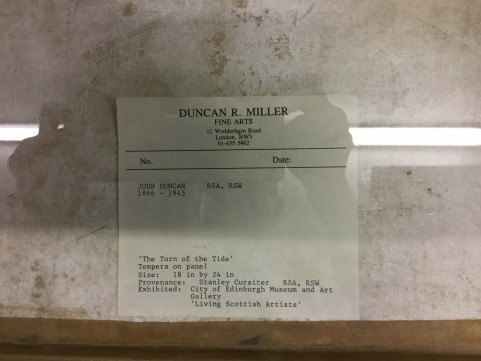 DUNCAN R. MILLER
FINE ARTS
11 Wedderburn Road
London, NW3
01-435 5462
No. Date:
JOHN DUNCAN RSA, RSW
1866 - 1945
'The Turn of the Tide'
Tempera on panel
Size: 18 in by 24 in
Provenance: Stanley Cursiter RSA, RSW
Exhibited: City of Edinburgh Museum and Art
Gallery
'Living Scottish Artists'